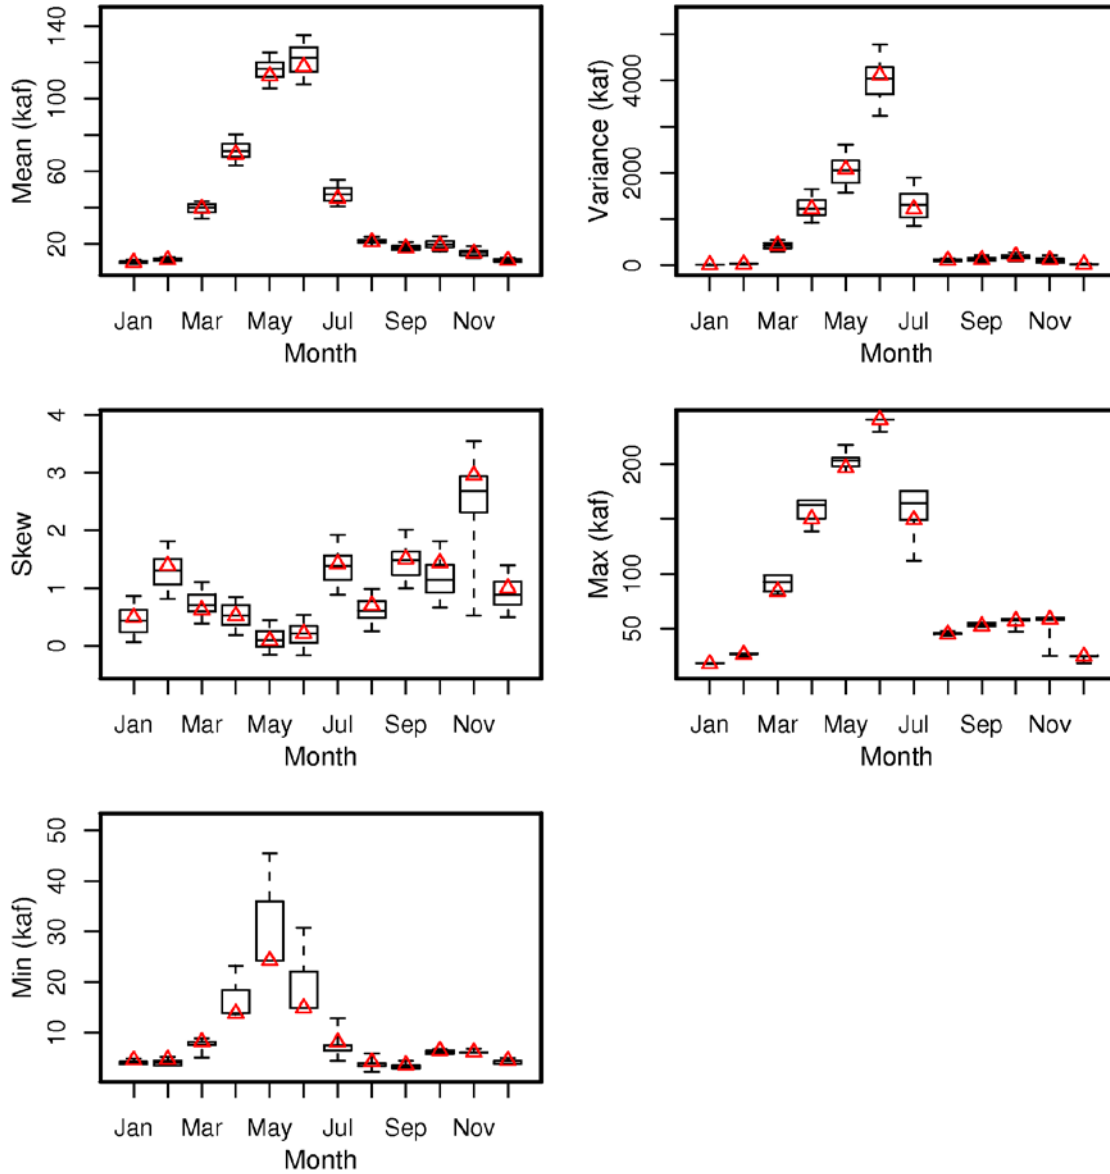 Mean (kaf)
140
100
60
20
Jan Mar May Jul Sep Nov
Month
Variance (kaf)
4000
2000
0
Jan Mar May Jul Sep Nov
Month
Skew
4
3
2
1
0
Jan Mar May Jul Sep Nov
Month
Max (kaf)
200
100
50
Jan Mar May Jul Sep Nov
Month
Min (kaf)
50
40
30
20
10
Jan Mar May Jul Sep Nov
Month